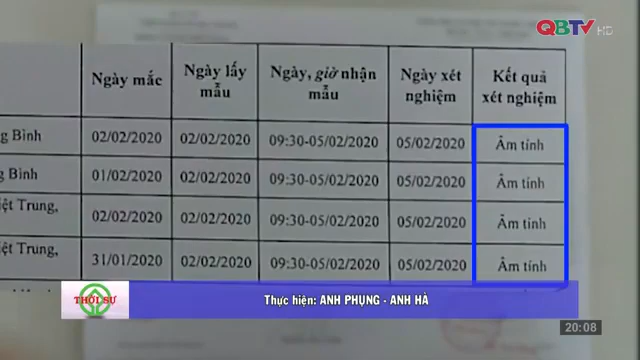 QBTV HD
Ngày mắc
Ngày lấy mẫu
Ngày, giờ nhận mẫu
Ngày xét nghiệm
Kết quả xét nghiệm
g Bình 02/02/2020 02/02/2020 09:30-05/02/2020 05/02/2020 Âm tính
g Bình 01/02/2020 02/02/2020 09:30-05/02/2020 05/02/2020 Âm tính
iệt Trung,
02/02/2020 02/02/2020 09:30-05/02/2020 05/02/2020 Âm tính
iệt Trung,
31/01/2020 02/02/2020 09:30-05/02/2020 05/02/2020 Âm tính
THỜI SỰ
Thực hiện: ANH PHỤNG - ANH HÀ
20:08